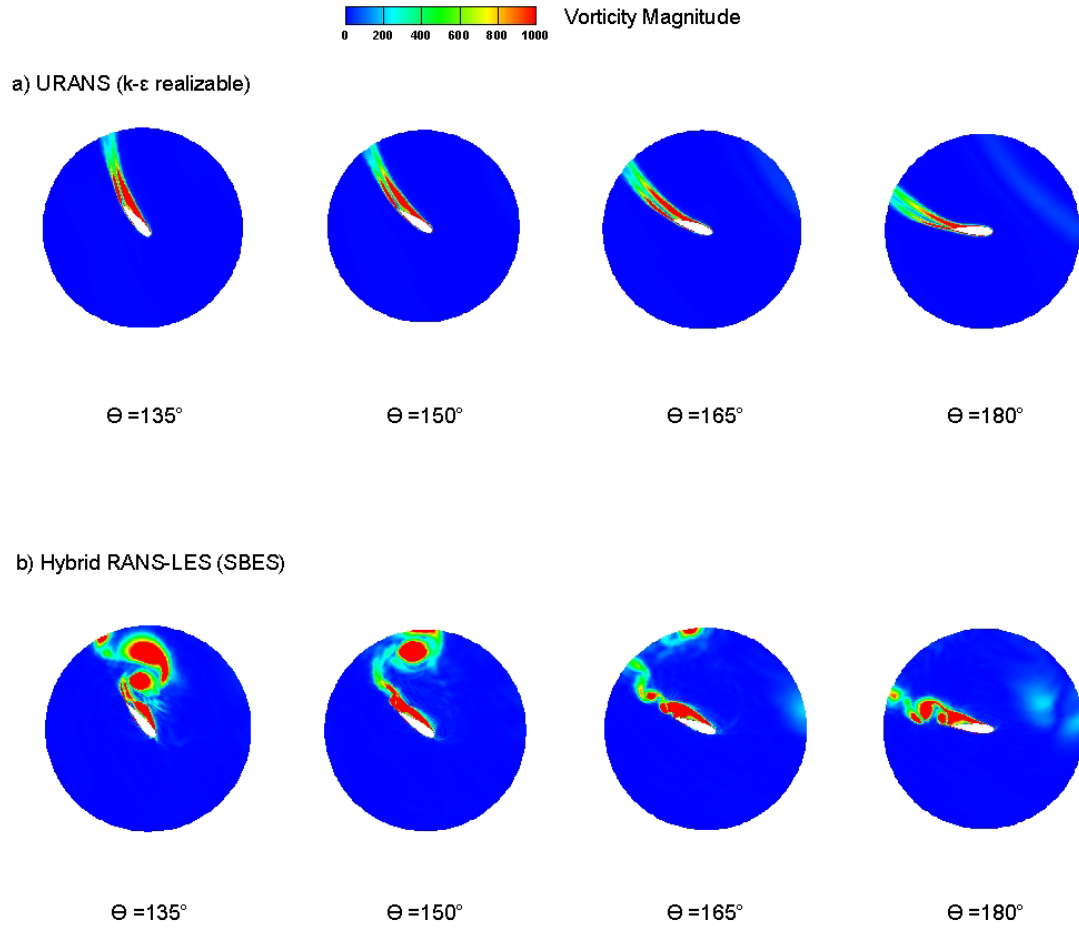 Vorticity Magnitude
0 200 400 600 800 1000
a) URANS (k-ε realizable)
Θ =135° Θ =150° Θ =165° Θ =180°
b) Hybrid RANS-LES (SBES)
Θ =135° Θ =150° Θ =165° Θ =180°